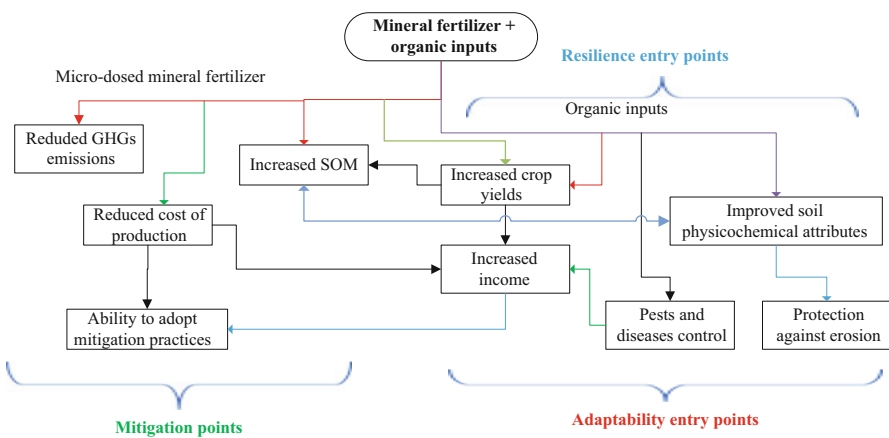 Mineral fertilizer +
organic inputs
Resilience entry points
Micro-dosed mineral fertilizer
Organic inputs
Reduded GHGs
emissions
Increased SOM
Increased crop
yields
Reduced cost of
production
Improved soil
physicochemical attributes
Increased
income
Ability to adopt
mitigation practices
Pests and
diseases control
Protection
against erosion
Mitigation points
Adaptability entry points